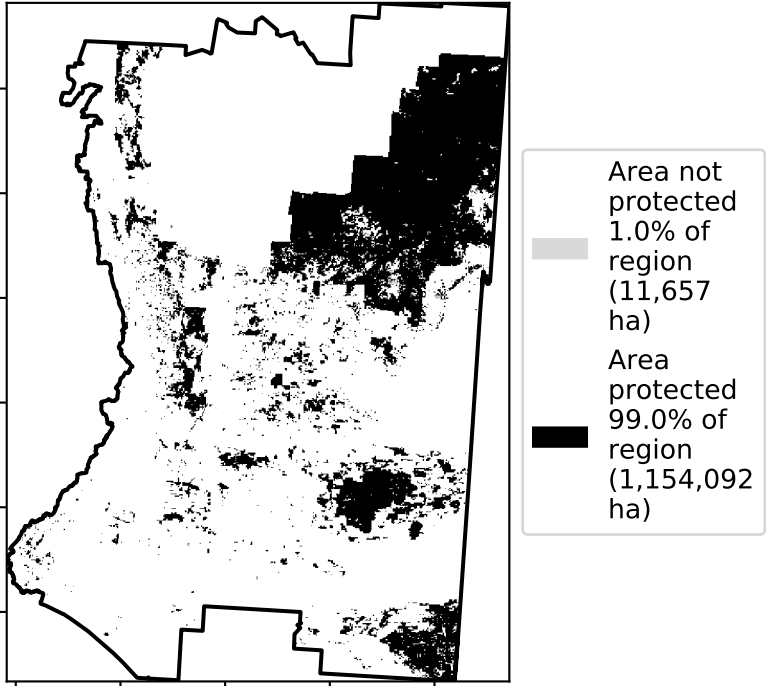 Area not
protected
1.0% of
region
(11,657
ha)
Area
protected
99.0% of
region
(1,154,092
ha)